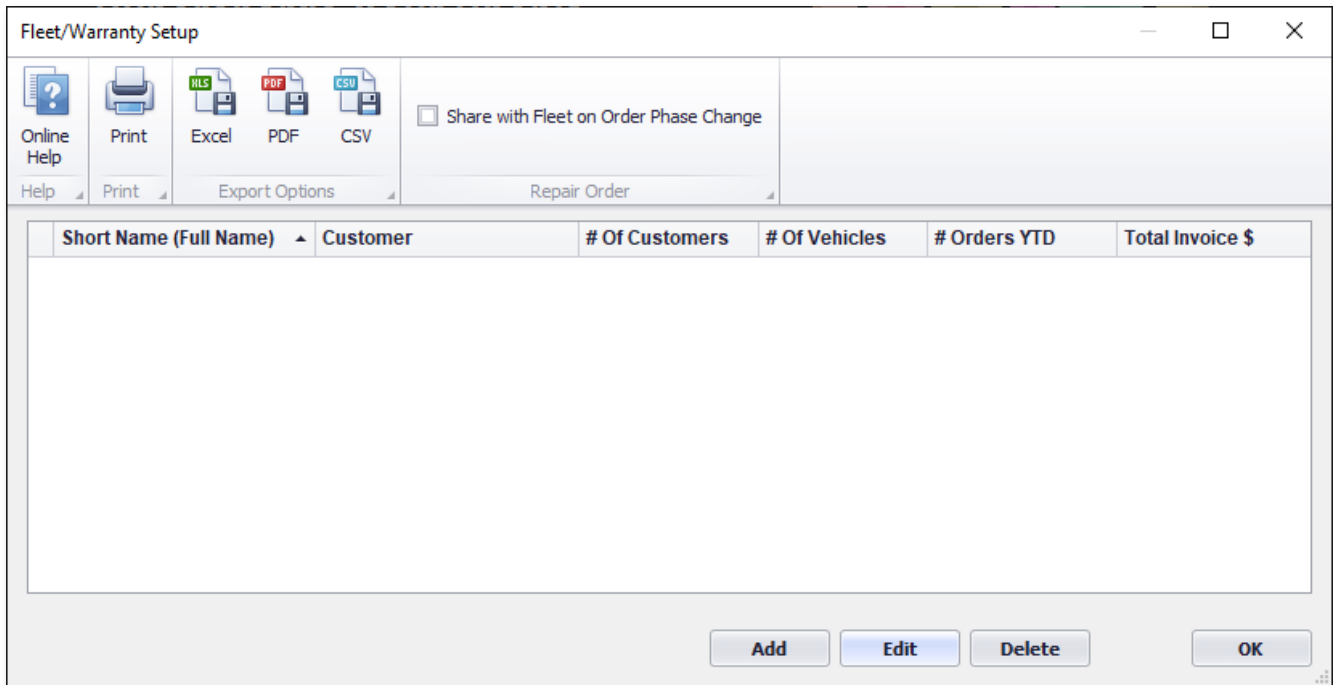 Fleet/Warranty Setup
XLS PDF CSV
Share with Fleet on Order Phase Change
Online Help Print Excel PDF CSV
Help Print Export Options Repair Order
Short Name (Full Name) Customer # Of Customers # Of Vehicles # Orders YTD Total Invoice $
Add Edit Delete OK